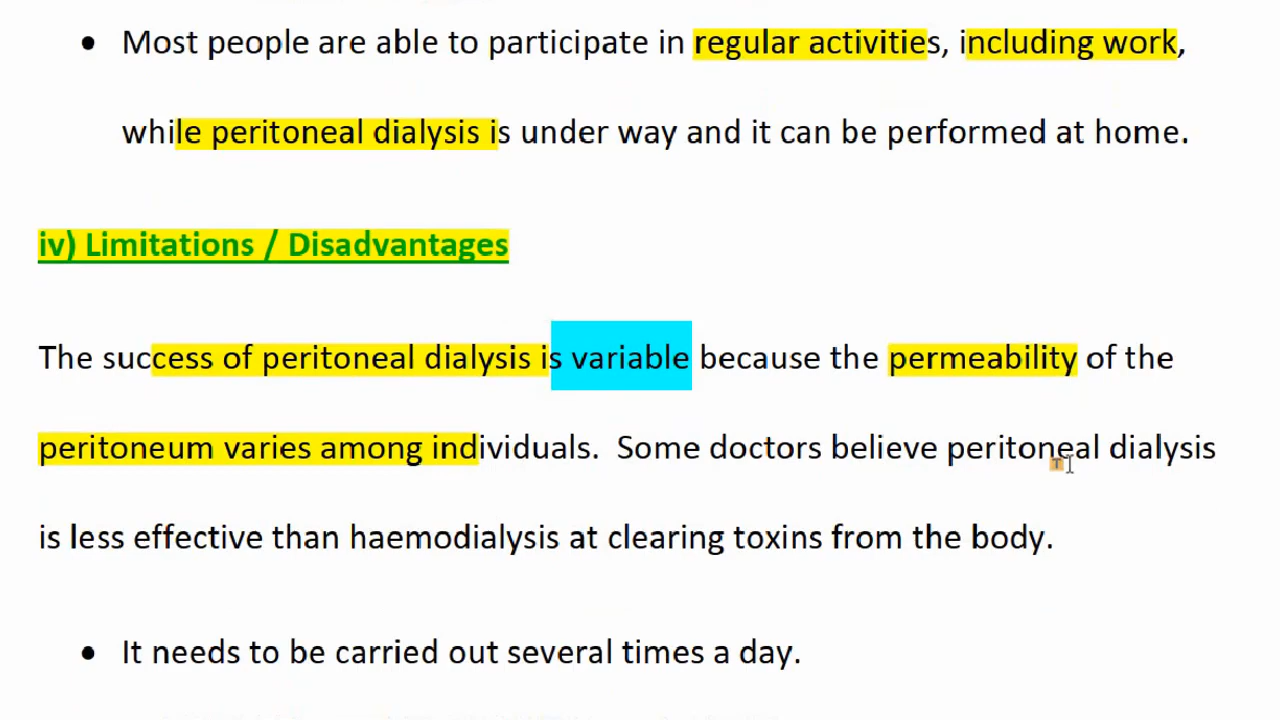 • Most people are able to participate in regular activities, including work,
while peritoneal dialysis is under way and it can be performed at home.
iv) Limitations / Disadvantages
The success of peritoneal dialysis is variable because the permeability of the
peritoneum varies among individuals.  Some doctors believe peritoneal dialysis
is less effective than haemodialysis at clearing toxins from the body.
• It needs to be carried out several times a day.